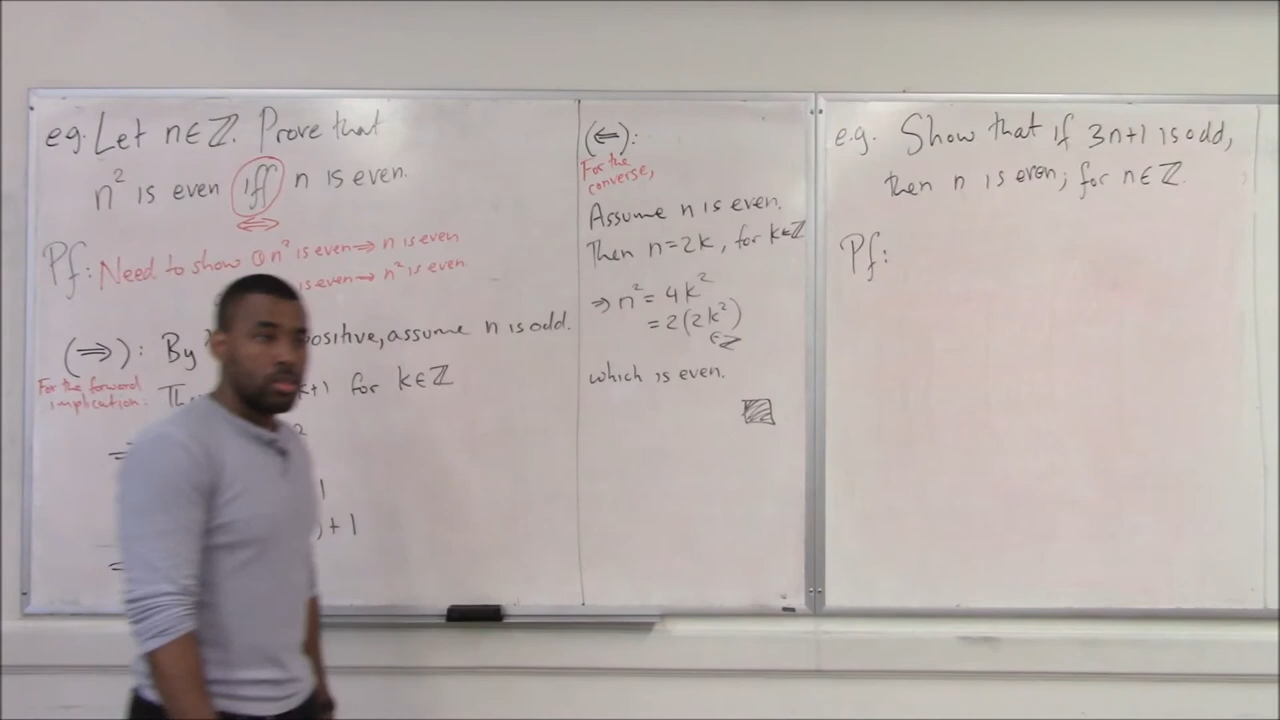 e.g. Let n∈ℤ. Prove that
n² is even iff n is even.
Pf: Need to show ① n² is even ⟹ n is even
is even ⟹ n² is even
(⟹): By ositive, assume n is odd.
For the forward
implication:
+1 for k∈ℤ
=
2
1
)+1
=
(⟸):
For the
converse,
Assume n is even.
Then n=2k, for k∈ℤ
⟹ n² = 4k²
= 2(2k²)
∈ℤ
which is even.
e.g. Show that if 3n+1 is odd,
then n is even, for n∈ℤ.
Pf: